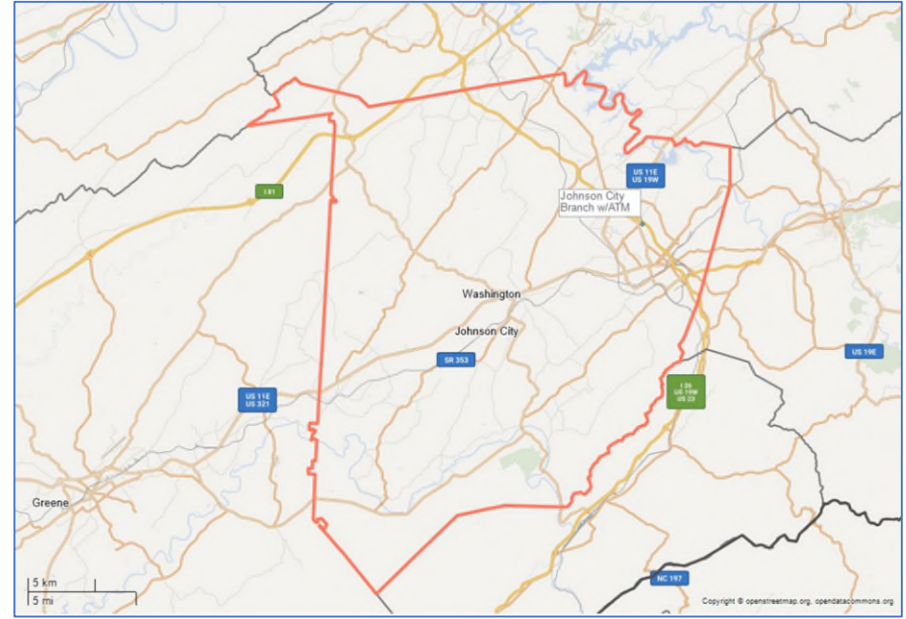 US 11E
US 19W
I 81
Johnson City
Branch w/ATM
Washington
Johnson City
SR 353
US 19E
I 26
US 19W
US 23
US 11E
US 321
Greene
NC 197
5 km
5 mi
Copyright © openstreetmap.org, opendatacommons.org